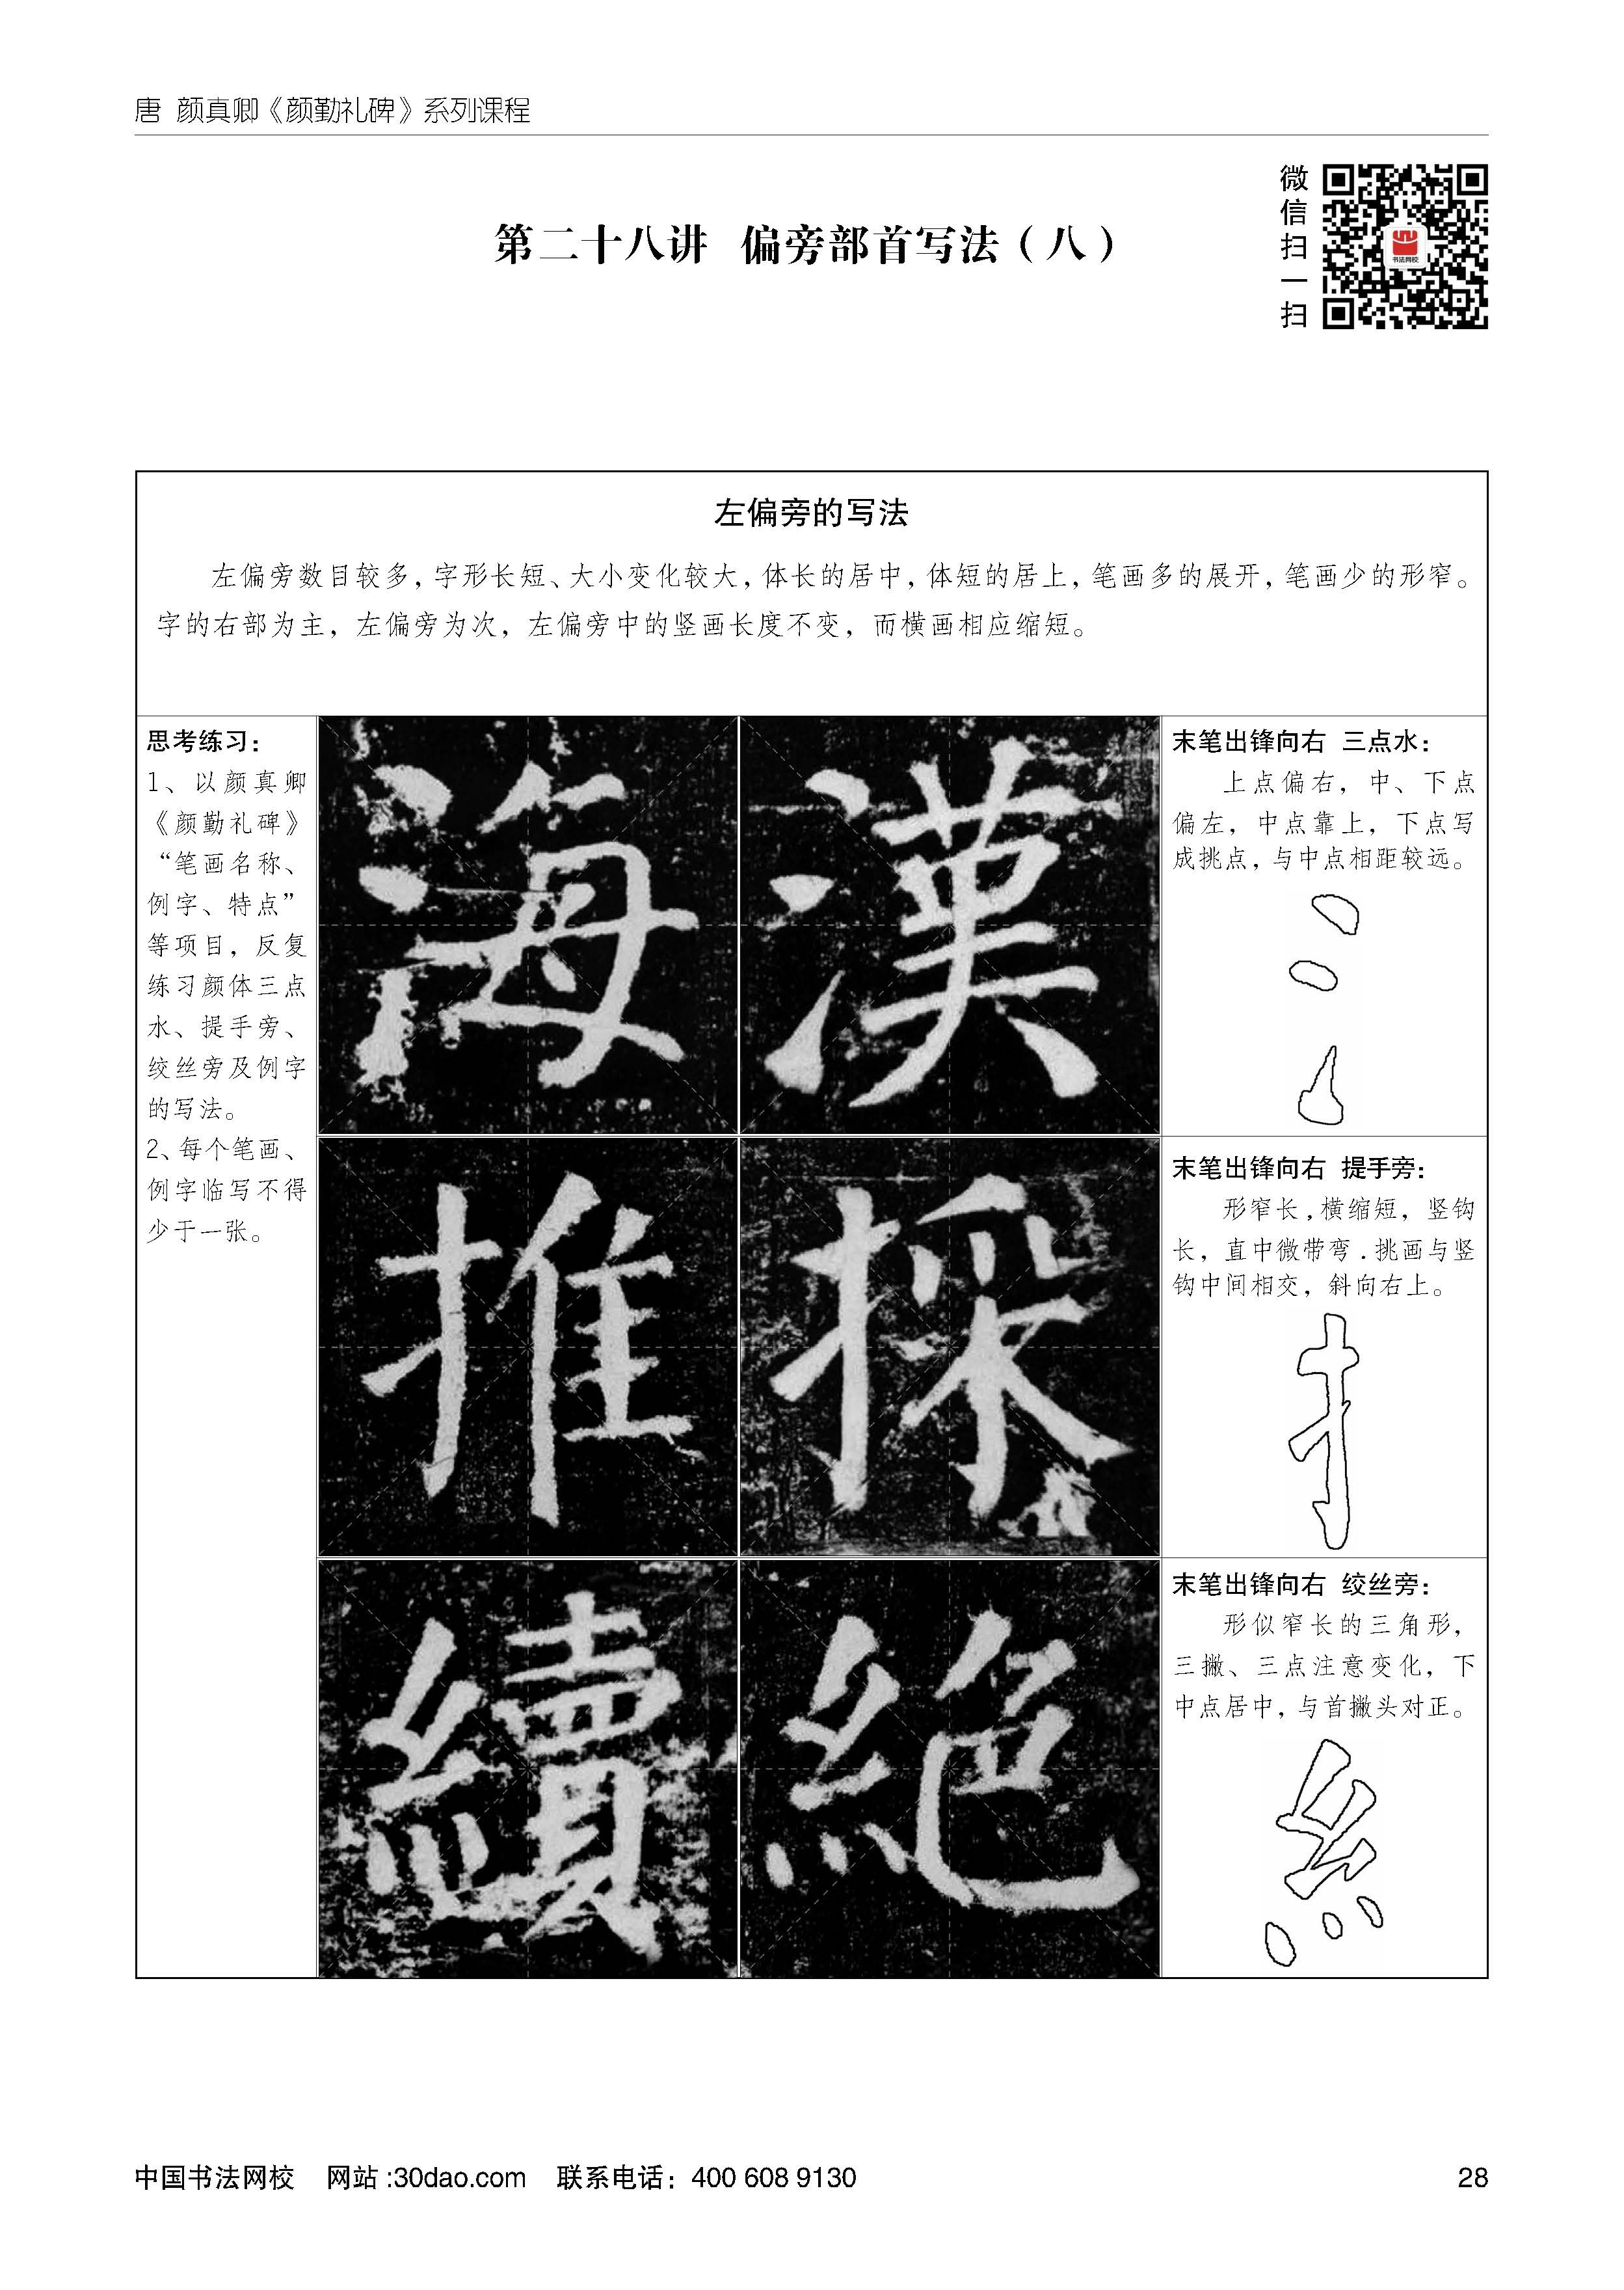 唐 颜真卿《颜勤礼碑》系列课程
微信扫一扫
书法网校
第二十八讲 偏旁部首写法（八）
左偏旁的写法
左偏旁数目较多，字形长短、大小变化较大，体长的居中，体短的居上，笔画多的展开，笔画少的形窄。
字的右部为主，左偏旁为次，左偏旁中的竖画长度不变，而横画相应缩短。
思考练习：
1、以颜真卿
《颜勤礼碑》
“笔画名称、
例字、特点”
等项目，反复
练习颜体三点
水、提手旁、
绞丝旁及例字
的写法。
2、每个笔画、
例字临写不得
少于一张。
海 漢
末笔出锋向右 三点水：
上点偏右，中、下点
偏左，中点靠上，下点写
成挑点，与中点相距较远。
推 採
末笔出锋向右 提手旁：
形窄长，横缩短，竖钩
长，直中微带弯．挑画与竖
钩中间相交，斜向右上。
續 絕
末笔出锋向右 绞丝旁：
形似窄长的三角形，
三撇、三点注意变化，下
中点居中，与首撇头对正。
中国书法网校 网站:30dao.com 联系电话：400 608 9130
28